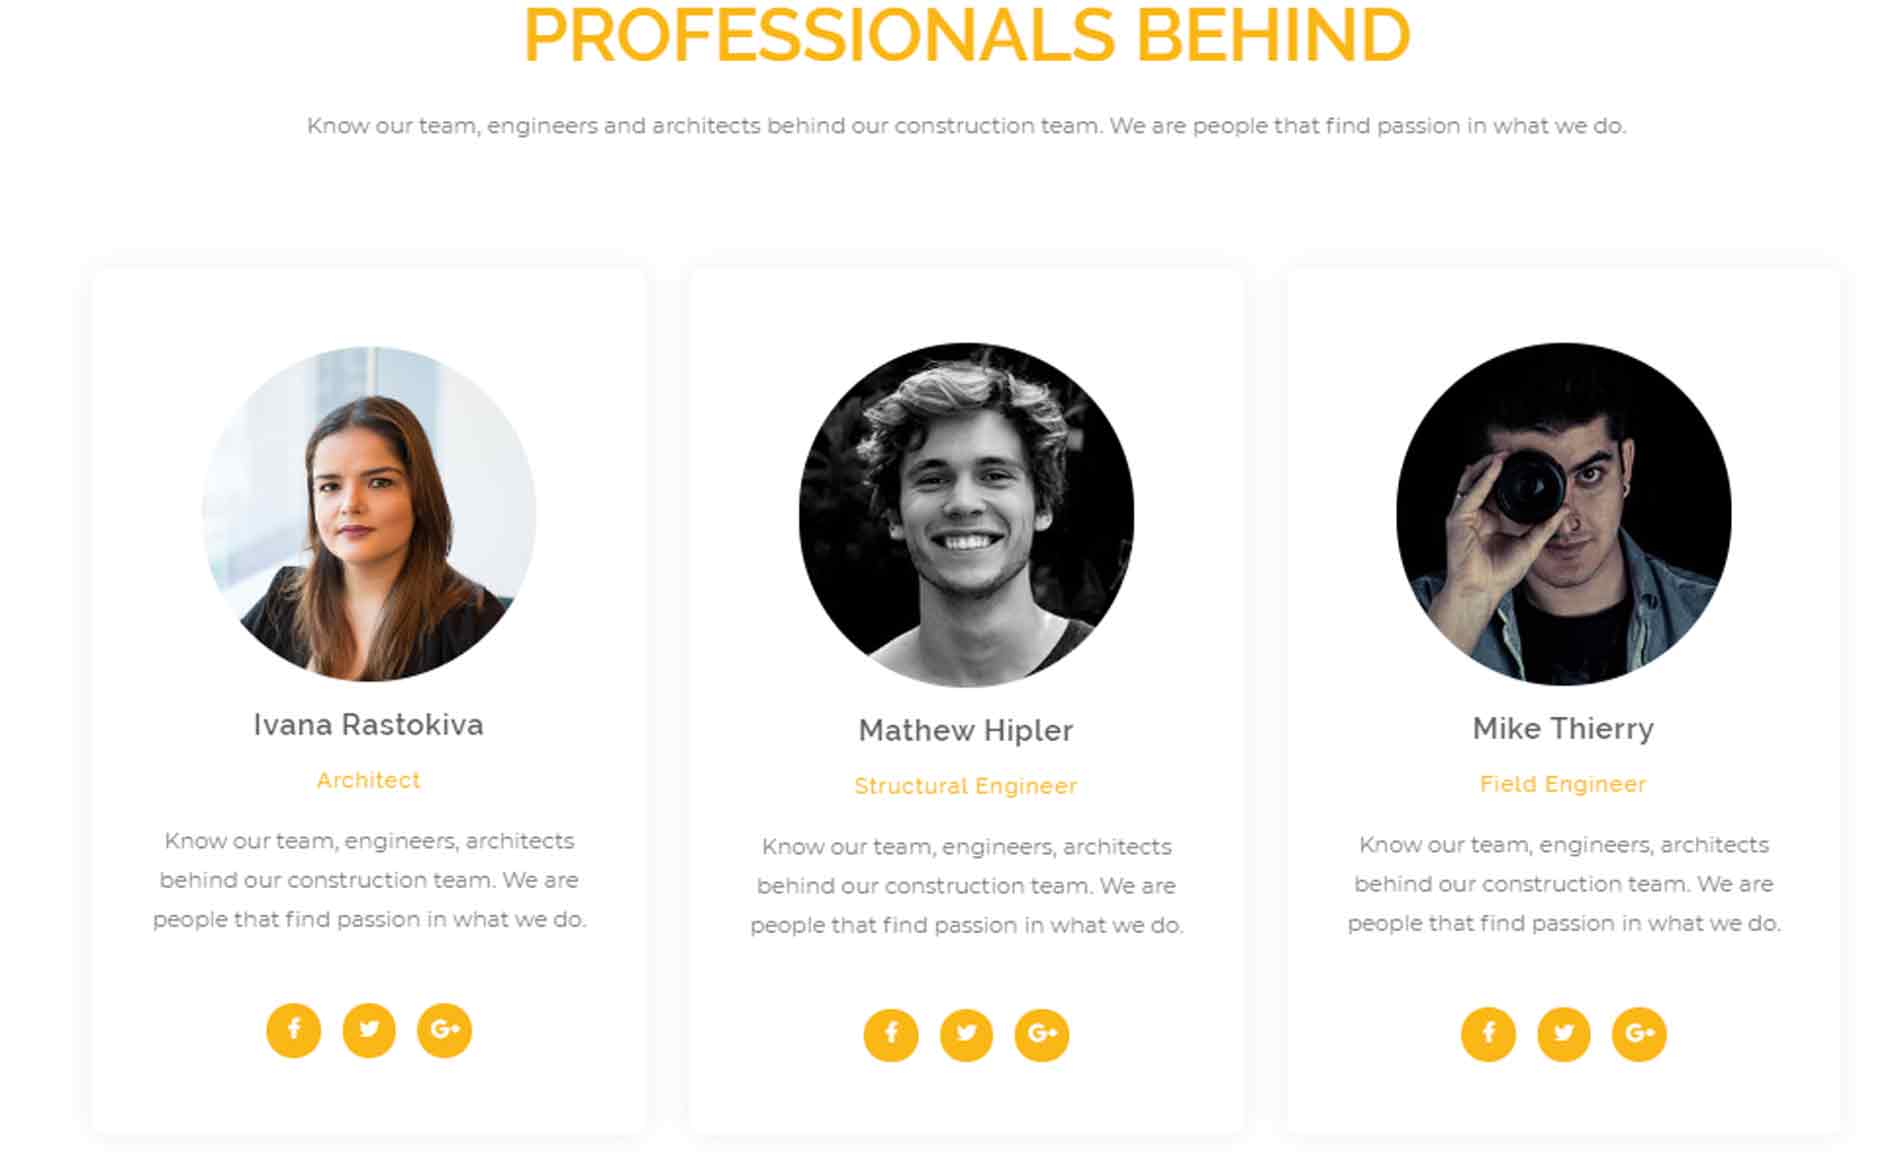 PROFESSIONALS BEHIND
Know our team, engineers and architects behind our construction team. We are people that find passion in what we do.
Ivana Rastokiva
Architect
Know our team, engineers, architects
behind our construction team. We are
people that find passion in what we do.
Mathew Hipler
Structural Engineer
Know our team, engineers, architects
behind our construction team. We are
people that find passion in what we do.
Mike Thierry
Field Engineer
Know our team, engineers, architects
behind our construction team. We are
people that find passion in what we do.